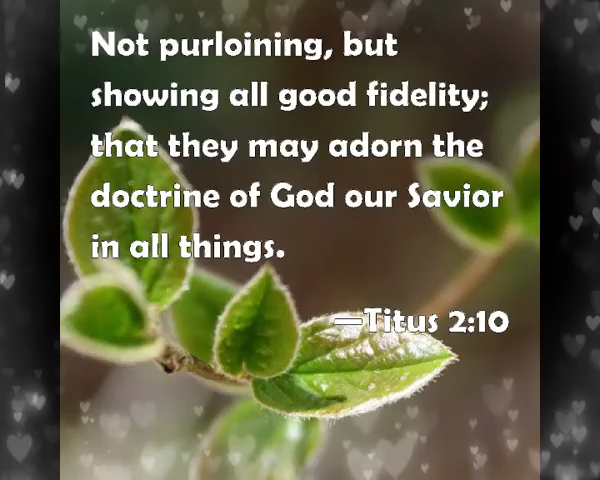 Not purloining, but
showing all good fidelity;
that they may adorn the
doctrine of God our Savior
in all things.
—Titus 2:10